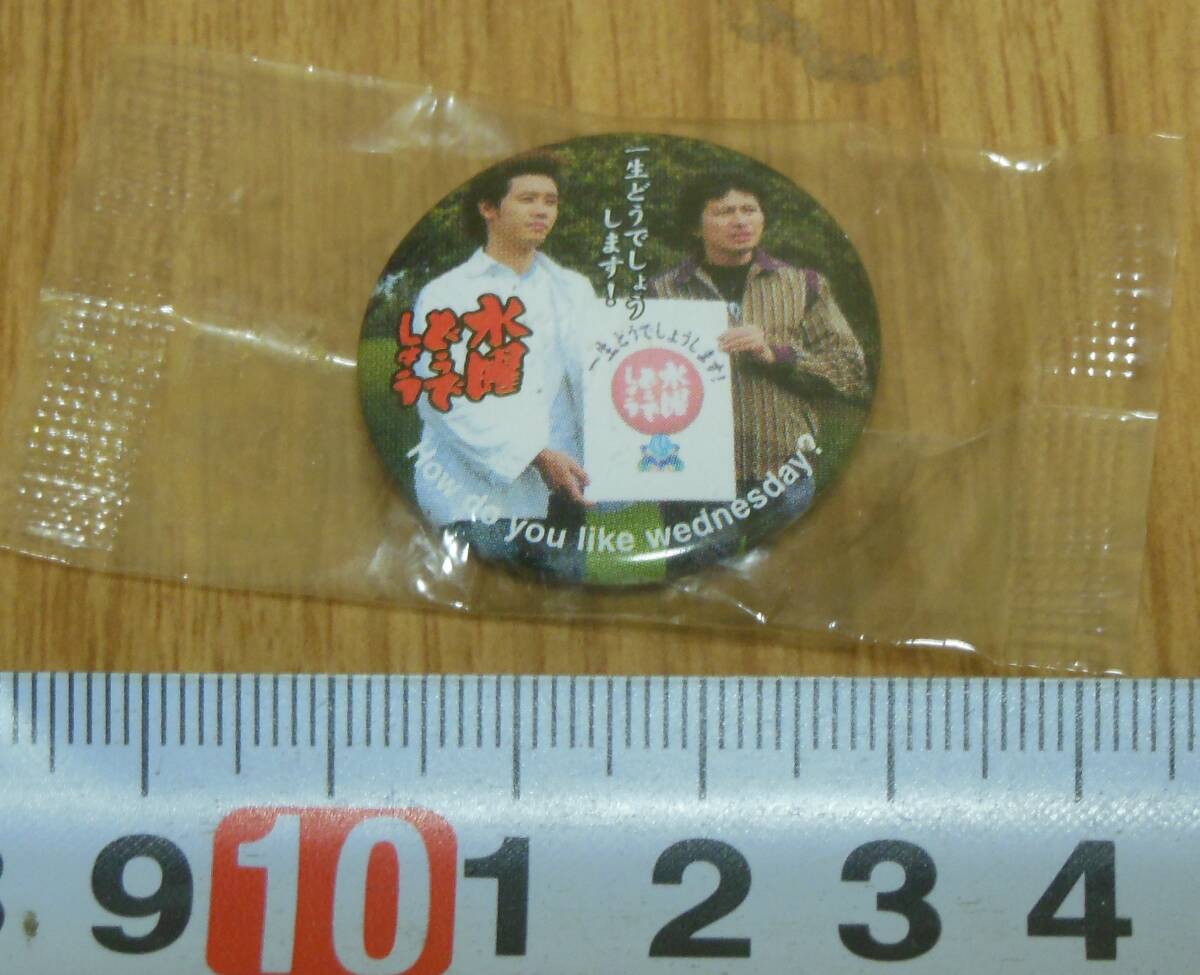 一生どうでしょう
します!
水曜
どうで
しょう
一生どうでしょうします!
水曜
どうで
しょう
How do you like wednesday?
9 10 1 2 3 4